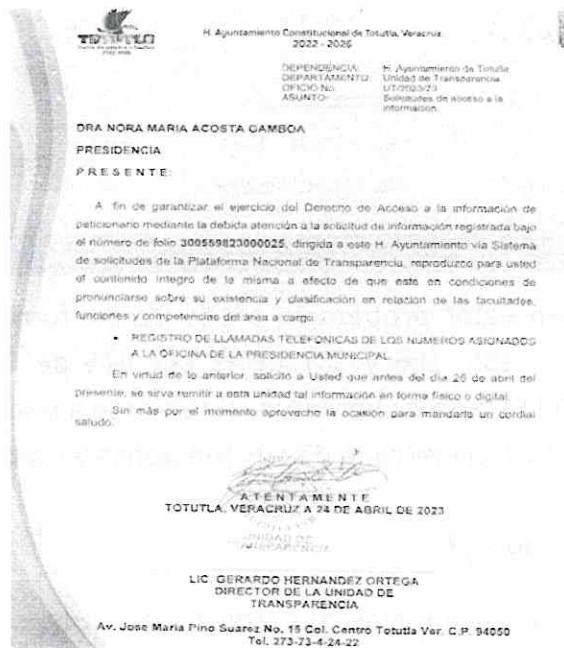 TOTUTLA
H. Ayuntamiento Constitucional de Totutla, Veracruz
2022 - 2025
DEPENDENCIA: H. Ayuntamiento de Totutla
DEPARTAMENTO: Unidad de Transparencia
OFICIO No. UT/2023/73
ASUNTO: Solicitudes de acceso a la
información.
DRA NORA MARIA ACOSTA GAMBOA
PRESIDENCIA
P R E S E N T E:
A fin de garantizar el ejercicio del Derecho de Acceso a la información de
peticionario mediante la debida atención a la solicitud de información registrada bajo
el número de folio 300559823000025, dirigida a este H. Ayuntamiento vía Sistema
de solicitudes de la Plataforma Nacional de Transparencia, reproduzco para usted
el contenido íntegro de la misma a efecto de que este en condiciones de
pronunciarse sobre su existencia y clasificación en relación de las facultades,
funciones y competencias del área a cargo.
• REGISTRO DE LLAMADAS TELEFONICAS DE LOS NUMEROS ASIGNADOS
A LA OFICINA DE LA PRESIDENCIA MUNICIPAL.
En virtud de lo anterior, solicito a Usted que antes del día 26 de abril del
presente, se sirva remitir a esta unidad tal información en forma físico o digital.
Sin más por el momento aprovecho la ocasión para mandarle un cordial
saludo.
A T E N T A M E N T E
TOTUTLA, VERACRUZ A 24 DE ABRIL DE 2023
UNIDAD DE
TRANSPARENCIA
LIC. GERARDO HERNANDEZ ORTEGA
DIRECTOR DE LA UNIDAD DE
TRANSPARENCIA
Av. Jose Maria Pino Suarez No. 15 Col. Centro Totutla Ver. C.P. 94050
Tel. 273-73-4-24-22